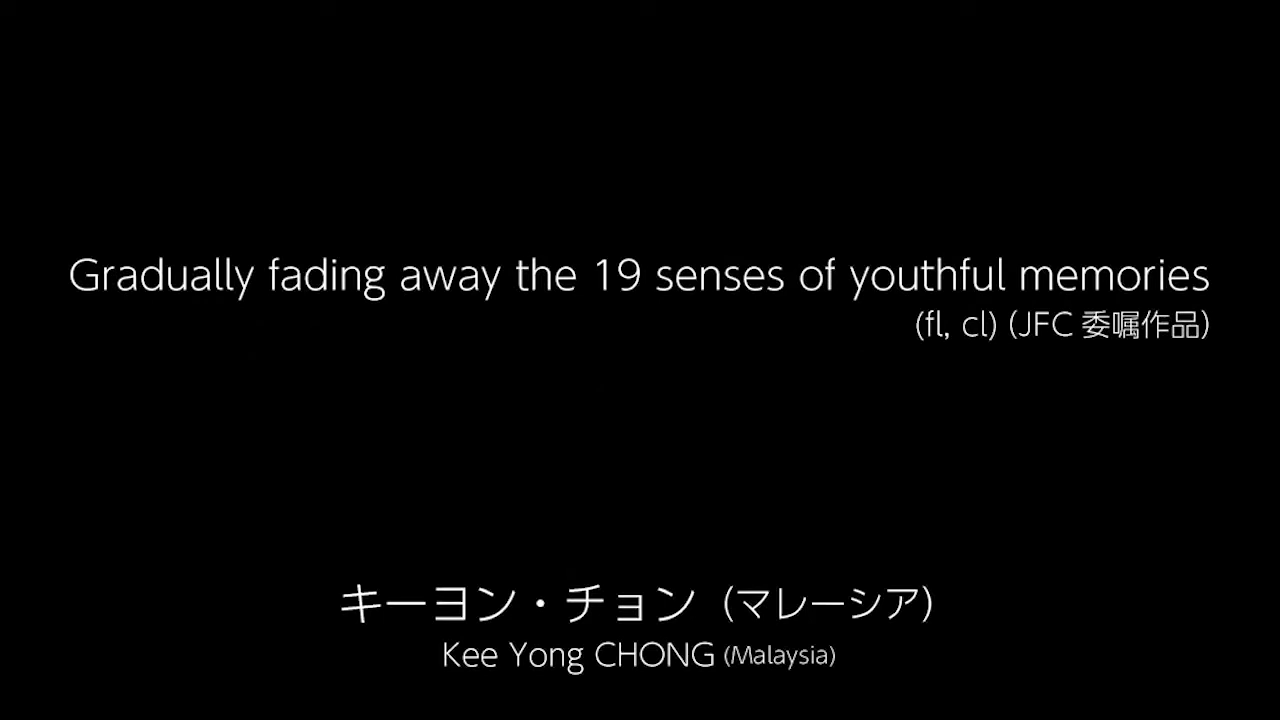 Gradually fading away the 19 senses of youthful memories
(fl, cl) (JFC 委嘱作品)
キーヨン・チョン (マレーシア)
Kee Yong CHONG (Malaysia)